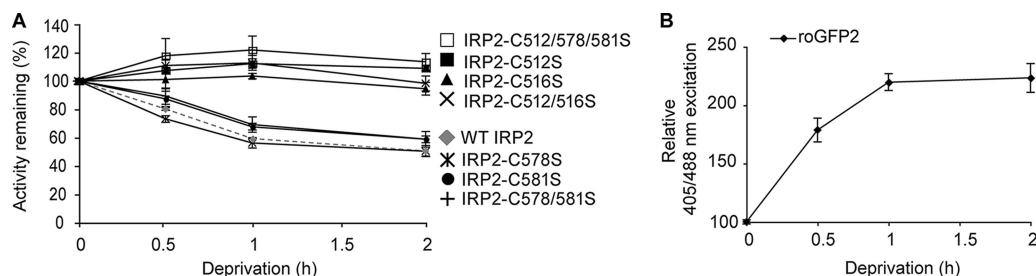 A
Activity remaining (%)
140
120
100
80
60
40
20
0
0
0.5
1
1.5
2
Deprivation (h)
IRP2-C512/578/581S
IRP2-C512S
IRP2-C516S
IRP2-C512/516S
WT IRP2
IRP2-C578S
IRP2-C581S
IRP2-C578/581S
B
Relative
405/488 nm excitation
250
200
150
100
0
0.5
1
1.5
2
Deprivation (h)
roGFP2